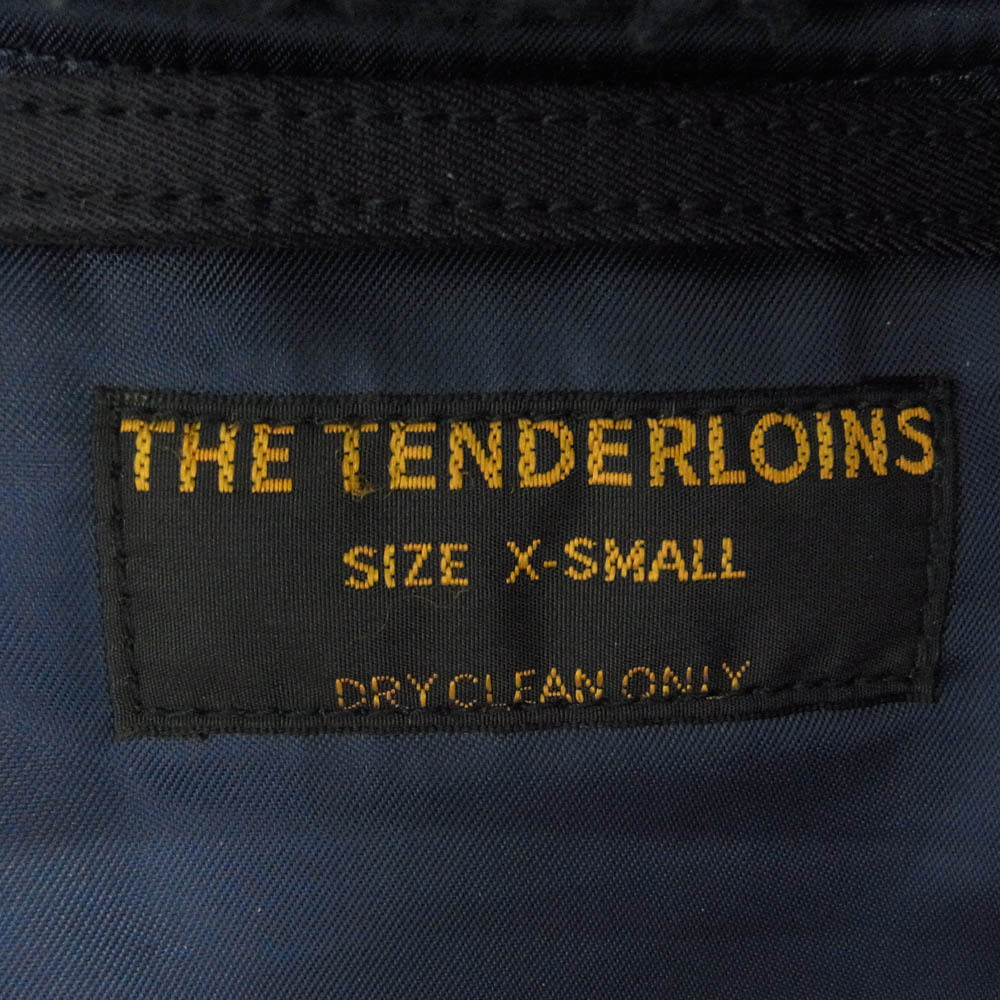 THE TENDERLOINS
SIZE X-SMALL
DRY CLEAN ONLY